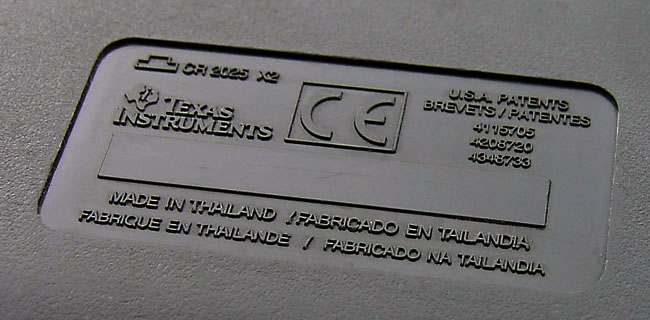 CR 2025 X2
TEXAS
INSTRUMENTS
CE
U.S.A. PATENTS
BREVETS / PATENTES
4115705
4208720
4348733
MADE IN THAILAND / FABRICADO EN TAILANDIA
FABRIQUE EN THAILANDE / FABRICADO NA TAILANDIA